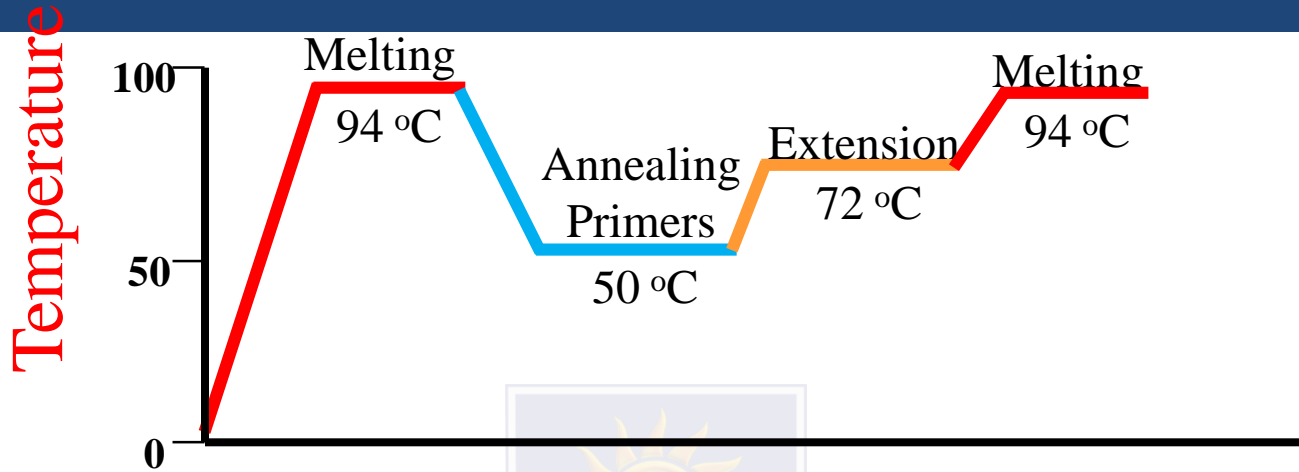 Temperature
100
50
0
Melting
94 ºC
Annealing
Primers
50 ºC
Extension
72 ºC
Melting
94 ºC